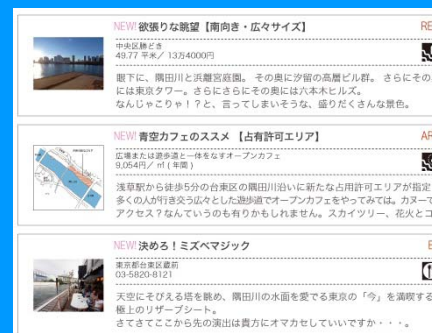 NEW! 欲張りな眺望【南向き・広々サイズ】
RE
中央区勝どき
49.77 平米／ 13万4000円
眼下に、隅田川と浜離宮庭園。 その奥に汐留の高層ビル群。 さらにその
には東京タワー。さらにさらにその奥には六本木ヒルズ。
なんじゃこりゃ！？と、言ってしまいそうな、盛りだくさんな景色。
NEW! 青空カフェのススメ 【占有許可エリア】
AR
広場または遊歩道と一体をなすオープンカフェ
9,054円／ ㎡ ( 年間 )
浅草駅から徒歩5分の台東区の隅田川沿いに新たな占用許可エリアが指定
多くの人が行き交う広々とした遊歩道でオープンカフェをやってみては。カヌーで
アクセス？なんていうのも有りかもしれません。スカイツリー、花火とコ
NEW! 決めろ！ミズベマジック
E
東京都台東区蔵前
03-5820-8121
天空にそびえる塔を眺め、隅田川の水面を愛でる東京の「今」を満喫する
極上のリザーブシート。
さてさてここから先の演出は貴方にオマカセしていいですか・・・。